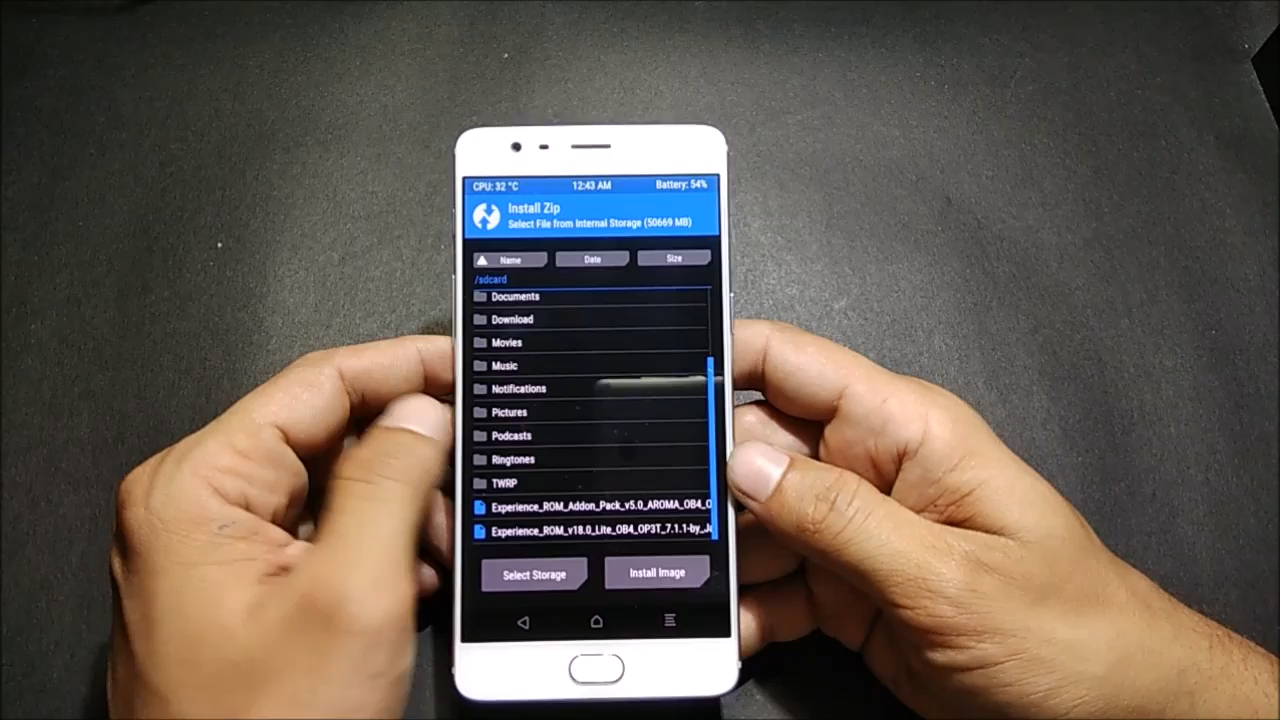 CPU: 32 °C 12:43 AM Battery: 54%
Install Zip
Select File from Internal Storage (50669 MB)
Name Date Size
/sdcard
Documents
Download
Movies
Music
Notifications
Pictures
Podcasts
Ringtones
TWRP
Experience_ROM_Addon_Pack_v5.0_AROMA_OB4_O
Experience_ROM_v18.0_Lite_OB4_OP3T_7.1.1-by_Ja
Select Storage Install Image